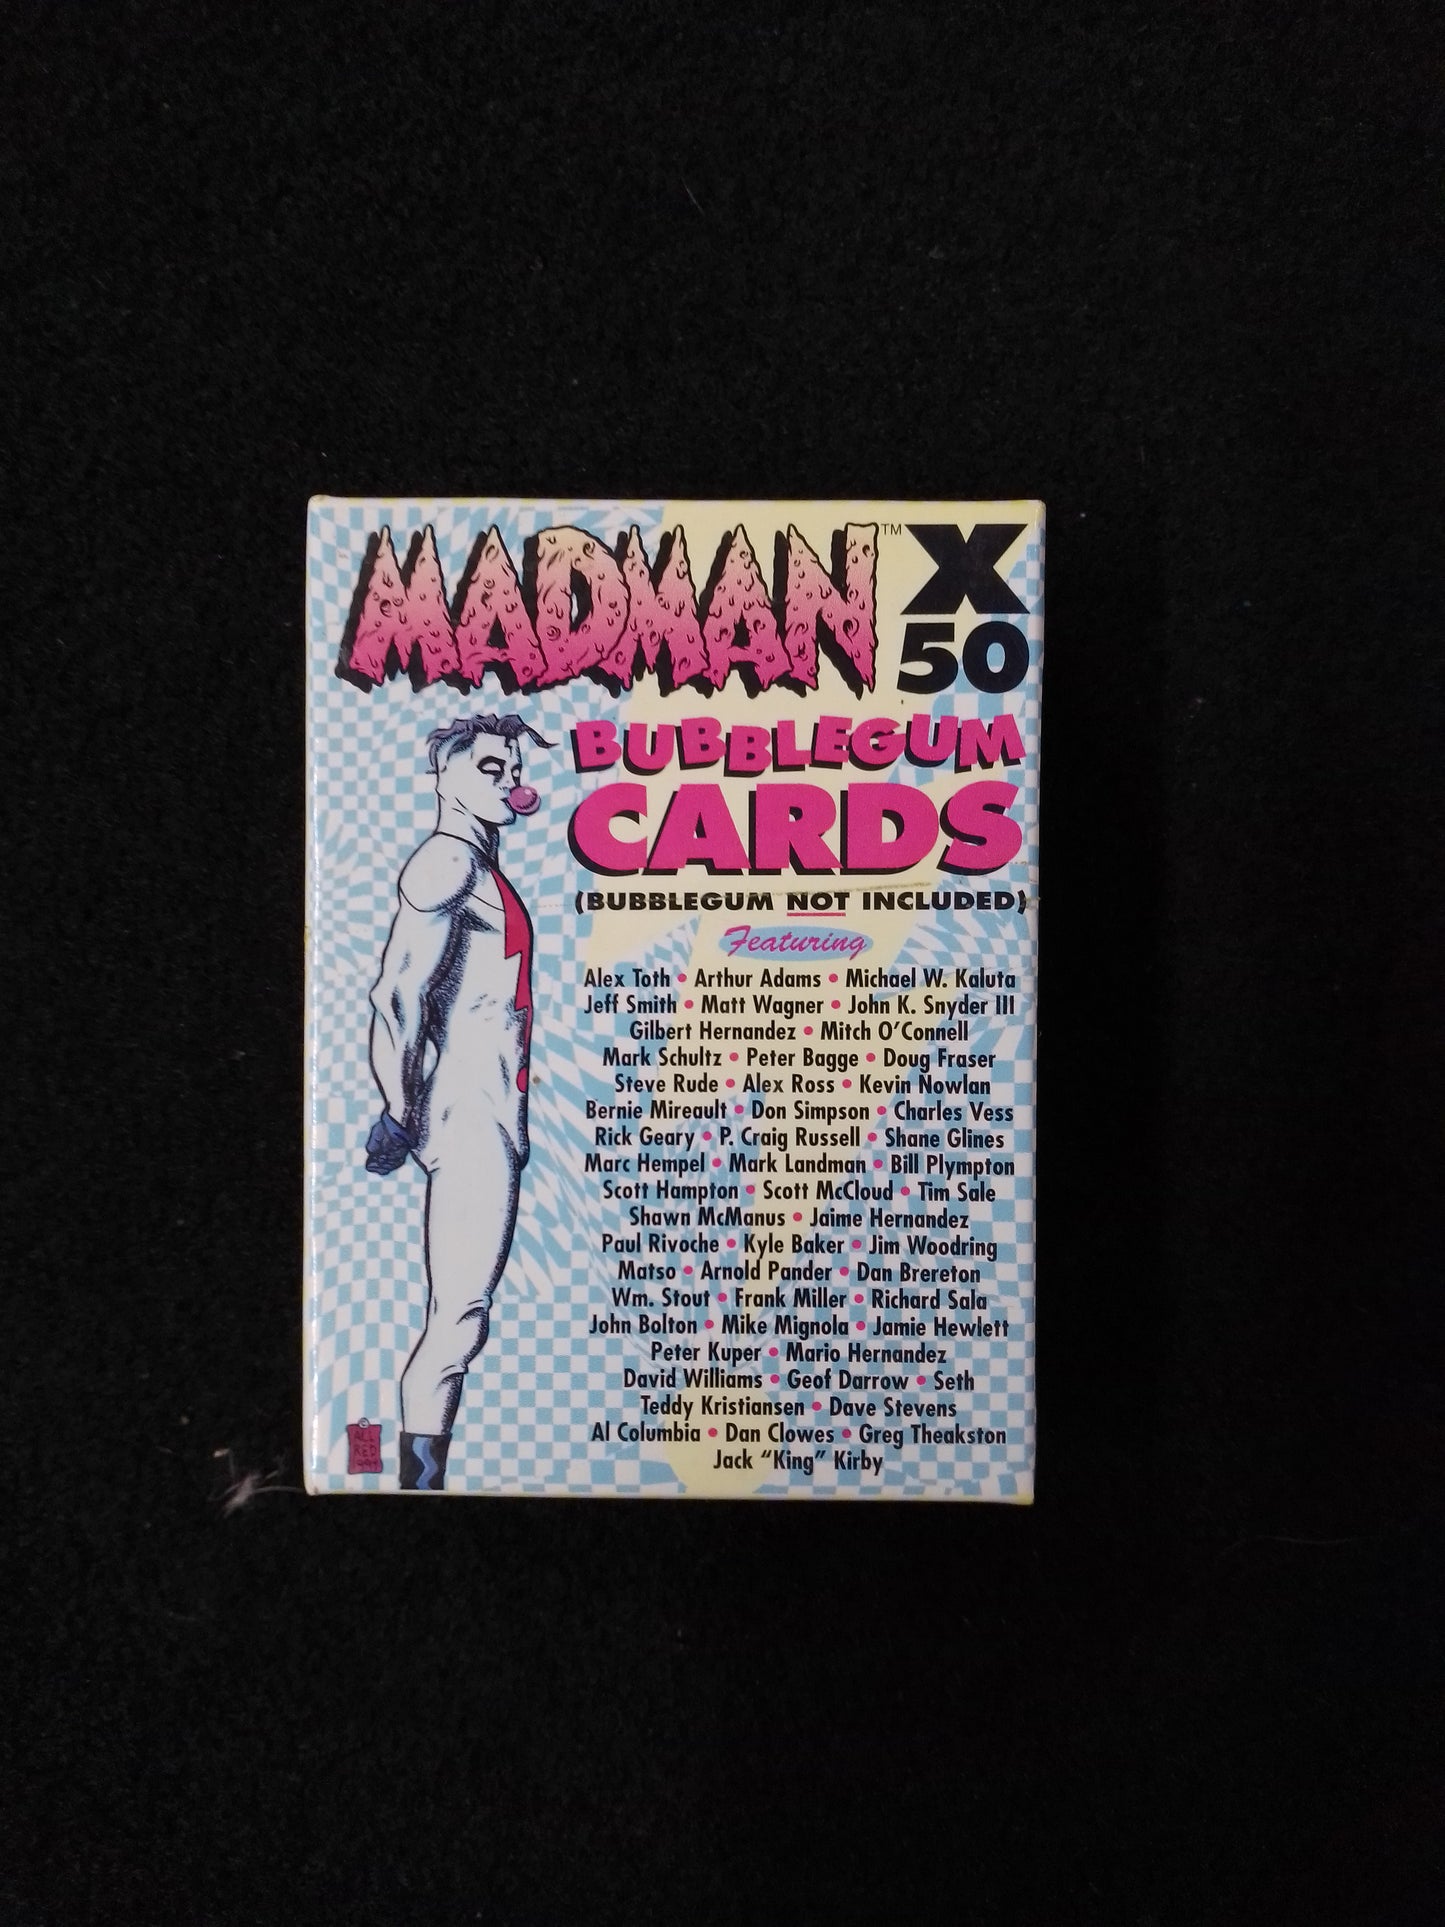 MADMAN™ X
50
BUBBLEGUM
CARDS
(BUBBLEGUM NOT INCLUDED)
Featuring
Alex Toth • Arthur Adams • Michael W. Kaluta
Jeff Smith • Matt Wagner • John K. Snyder III
Gilbert Hernandez • Mitch O'Connell
Mark Schultz • Peter Bagge • Doug Fraser
Steve Rude • Alex Ross • Kevin Nowlan
Bernie Mireault • Don Simpson • Charles Vess
Rick Geary • P. Craig Russell • Shane Glines
Marc Hempel • Mark Landman • Bill Plympton
Scott Hampton • Scott McCloud • Tim Sale
Shawn McManus • Jaime Hernandez
Paul Rivoche • Kyle Baker • Jim Woodring
Matso • Arnold Pander • Dan Brereton
Wm. Stout • Frank Miller • Richard Sala
John Bolton • Mike Mignola • Jamie Hewlett
Peter Kuper • Mario Hernandez
David Williams • Geof Darrow • Seth
Teddy Kristiansen • Dave Stevens
Al Columbia • Dan Clowes • Greg Theakston
Jack “King” Kirby
ALL
RED